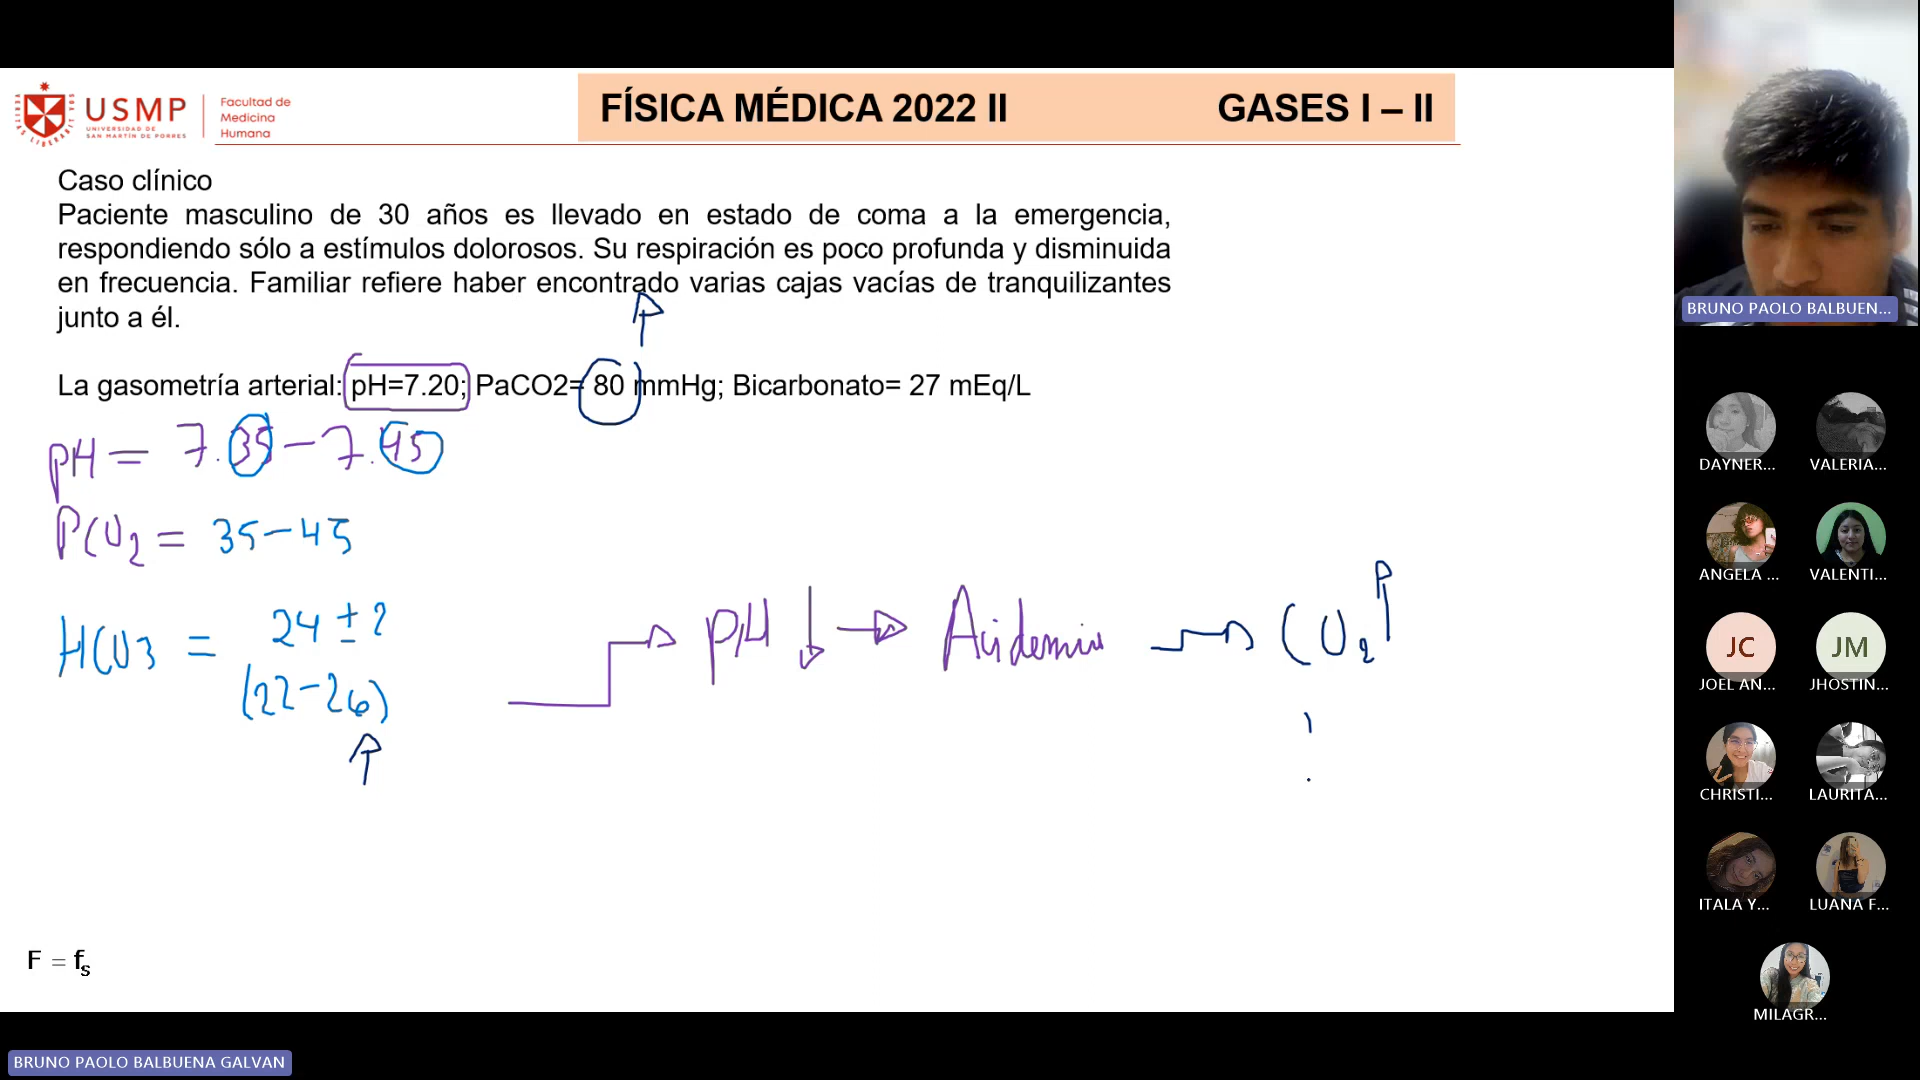 USMP
UNIVERSIDAD DE
SAN MARTÍN DE PORRES
Facultad de
Medicina
Humana
FÍSICA MÉDICA 2022 II GASES I – II
Caso clínico
Paciente masculino de 30 años es llevado en estado de coma a la emergencia,
respondiendo sólo a estímulos dolorosos. Su respiración es poco profunda y disminuida
en frecuencia. Familiar refiere haber encontrado varias cajas vacías de tranquilizantes
junto a él.
La gasometría arterial: pH=7.20; PaCO2= 80 mmHg; Bicarbonato= 27 mEq/L
pH = 7.35 – 7.45
PCO2 = 35 – 45
HCO3 = 24 ± 2
(22 – 26)
pH ↓ → Acidemia → CO2 ↑
F = fs
BRUNO PAOLO BALBUENA GALVAN
BRUNO PAOLO BALBUEN...
DAYNER... VALERIA...
ANGELA ... VALENTI...
JC JM
JOEL AN... JHOSTIN...
CHRISTI... LAURITA...
ITALA Y... LUANA F...
MILAGR...